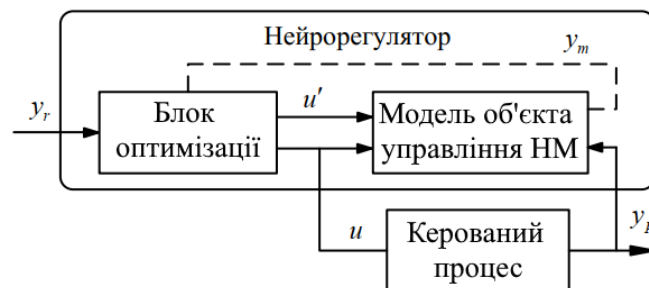 Нейрорегулятор
y_m
y_r
Блок
оптимізації
u'
Модель об'єкта
управління НМ
u
Керований
процес
y